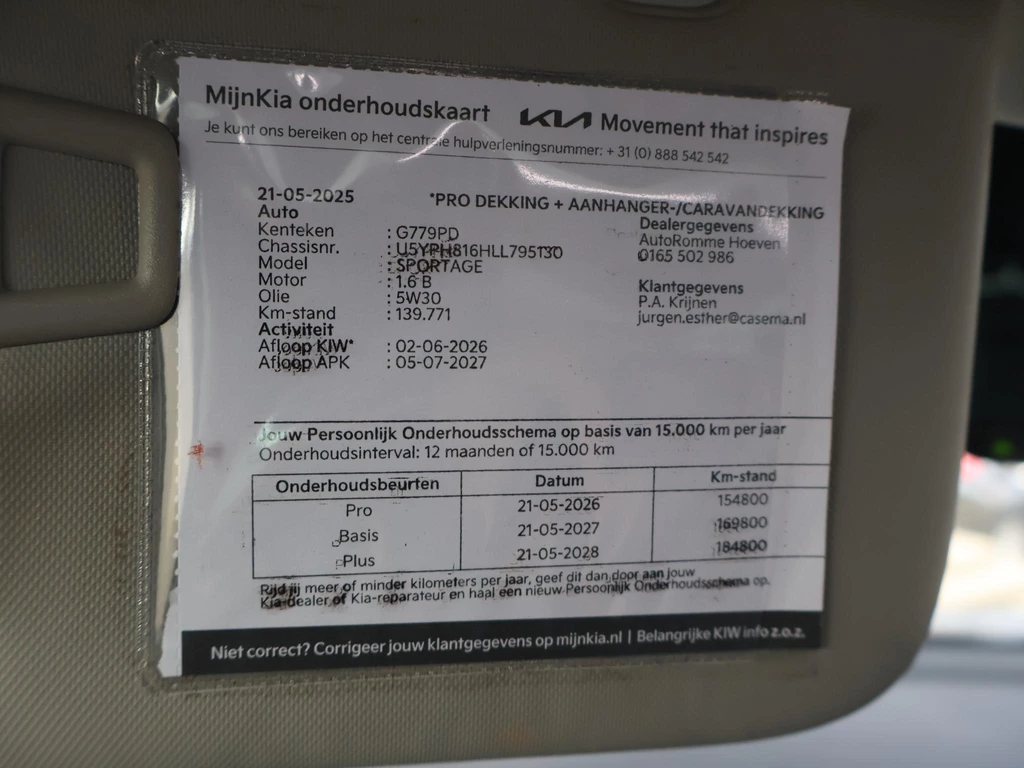 MijnKia onderhoudskaart KIA Movement that inspires
Je kunt ons bereiken op het centrale hulpverleningsnummer: + 31 (0) 888 542 542
21-05-2025 *PRO DEKKING + AANHANGER-/CARAVANDEKKING
Auto
Kenteken : G779PD
Chassisnr. : U5YPH816HLL795130
Model : SPORTAGE
Motor : 1.6 B
Olie : 5W30
Km-stand : 139.771
Activiteit
Afloop KIW* : 02-06-2026
Afloop APK : 05-07-2027
Dealergegevens
AutoRomme Hoeven
0165 502 986
Klantgegevens
P.A. Krijnen
jurgen.esther@casema.nl
Jouw Persoonlijk Onderhoudsschema op basis van 15.000 km per jaar
Onderhoudsinterval: 12 maanden of 15.000 km
Onderhoudsbeurten Datum Km-stand
Pro 21-05-2026 154800
Basis 21-05-2027 169800
Plus 21-05-2028 184800
Rijd jij meer of minder kilometers per jaar, geef dit dan door aan jouw
Kia-dealer of Kia-reparateur en haal een nieuw Persoonlijk Onderhoudsschema op.
Niet correct? Corrigeer jouw klantgegevens op mijnkia.nl | Belangrijke KIW info z.o.z.